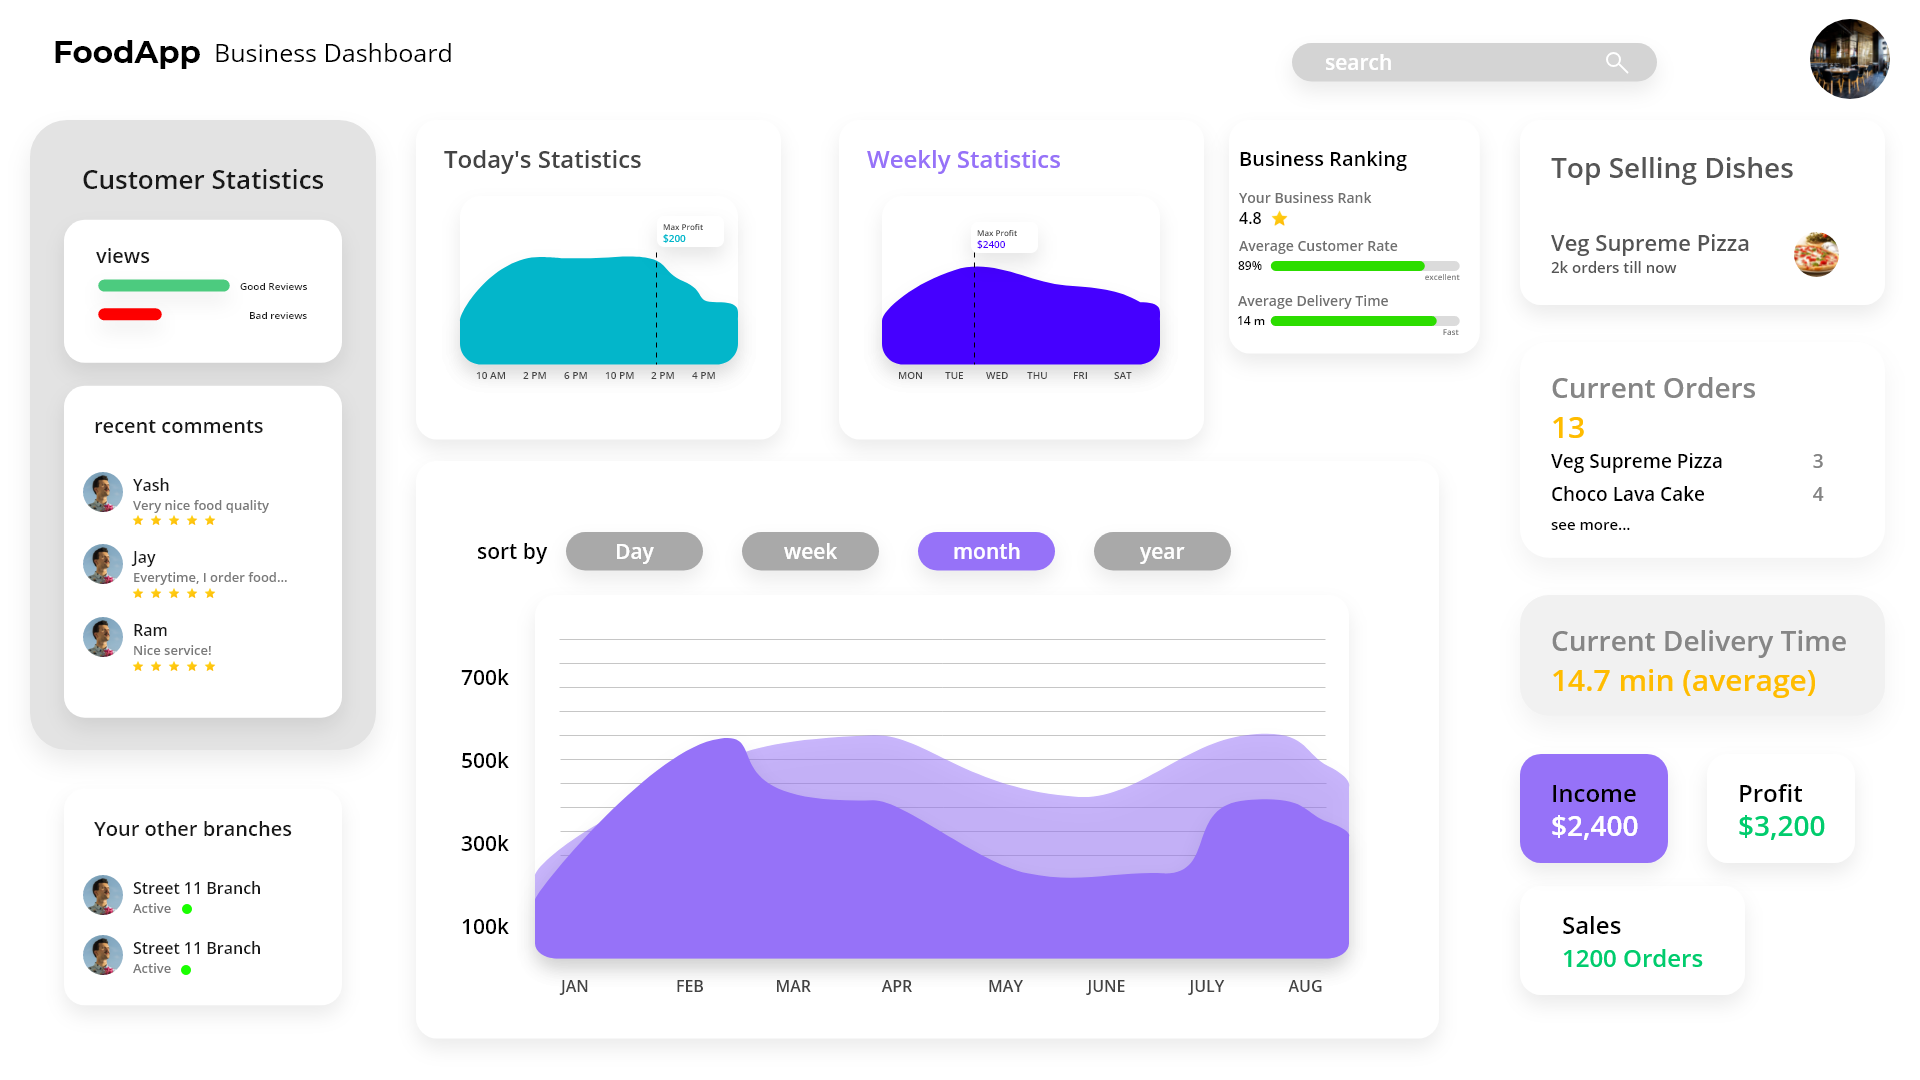 FoodApp Business Dashboard
search
Customer Statistics
views
Good Reviews
Bad reviews
recent comments
Yash
Very nice food quality
Jay
Everytime, I order food...
Ram
Nice service!
Your other branches
Street 11 Branch
Active
Street 11 Branch
Active
Today's Statistics
Max Profit
$200
10 AM 2 PM 6 PM 10 PM 2 PM 4 PM
Weekly Statistics
Max Profit
$2400
MON TUE WED THU FRI SAT
Business Ranking
Your Business Rank
4.8
Average Customer Rate
89%
excellent
Average Delivery Time
14 m
Fast
sort by Day week month year
700k
500k
300k
100k
JAN FEB MAR APR MAY JUNE JULY AUG
Top Selling Dishes
Veg Supreme Pizza
2k orders till now
Current Orders
13
Veg Supreme Pizza 3
Choco Lava Cake 4
see more...
Current Delivery Time
14.7 min (average)
Income
$2,400
Profit
$3,200
Sales
1200 Orders